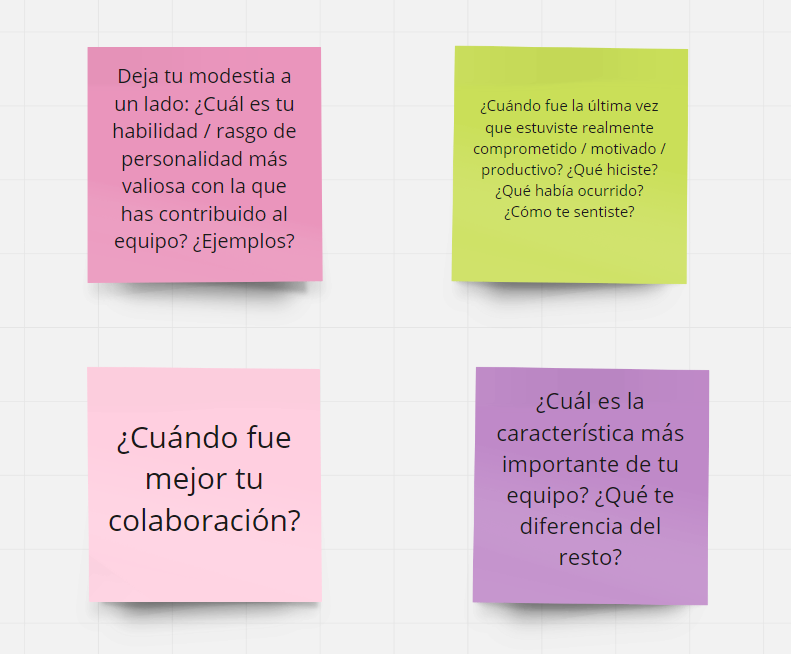 Deja tu modestia a
un lado: ¿Cuál es tu
habilidad / rasgo de
personalidad más
valiosa con la que
has contribuido al
equipo? ¿Ejemplos?
¿Cuándo fue la última vez
que estuviste realmente
comprometido / motivado /
productivo? ¿Qué hiciste?
¿Qué había ocurrido?
¿Cómo te sentiste?
¿Cuándo fue
mejor tu
colaboración?
¿Cuál es la
característica más
importante de tu
equipo? ¿Qué te
diferencia del
resto?